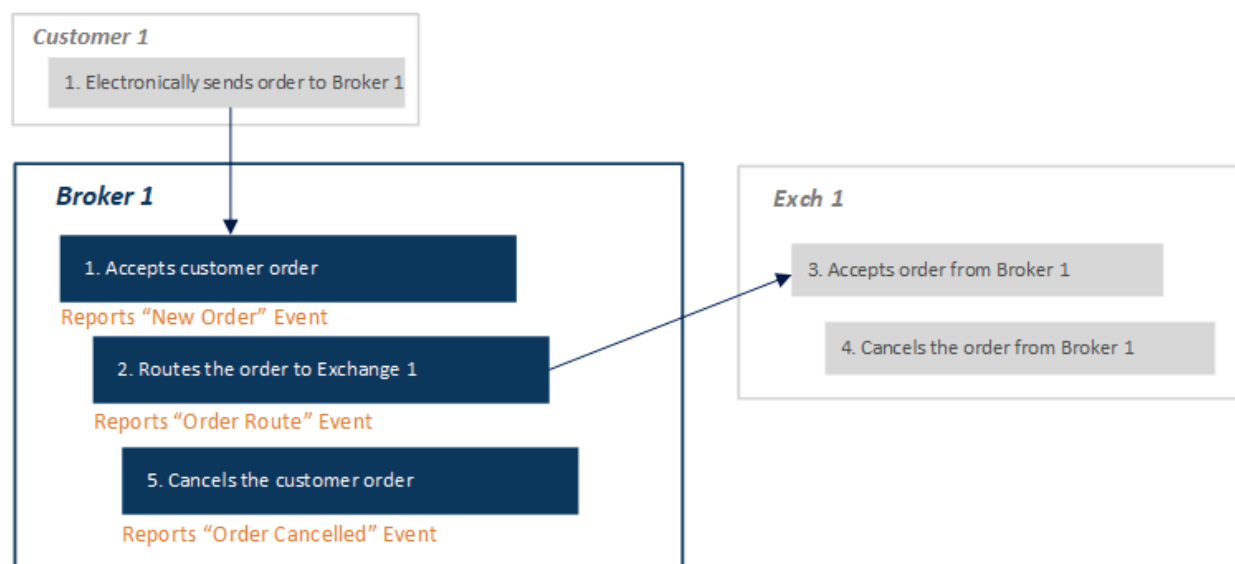 Customer 1
1. Electronically sends order to Broker 1
Broker 1
1. Accepts customer order
Reports “New Order” Event
2. Routes the order to Exchange 1
Reports “Order Route” Event
5. Cancels the customer order
Reports “Order Cancelled” Event
Exch 1
3. Accepts order from Broker 1
4. Cancels the order from Broker 1